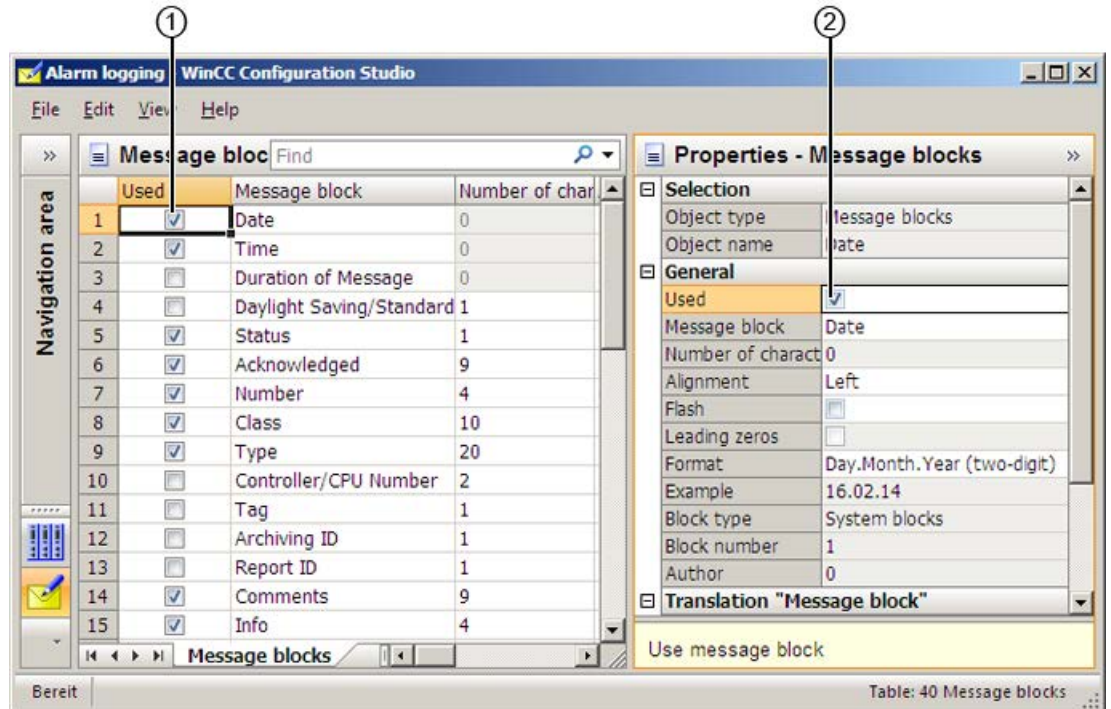 1 2
Alarm logging - WinCC Configuration Studio
File Edit View Help
Navigation area
Message bloc Find
Used Message block Number of char
1 Date 0
2 Time 0
3 Duration of Message 0
4 Daylight Saving/Standard 1
5 Status 1
6 Acknowledged 9
7 Number 4
8 Class 10
9 Type 20
10 Controller/CPU Number 2
11 Tag 1
12 Archiving ID 1
13 Report ID 1
14 Comments 9
15 Info 4
Message blocks
Properties - Message blocks
Selection
Object type Message blocks
Object name Date
General
Used
Message block Date
Number of charact 0
Alignment Left
Flash
Leading zeros
Format Day.Month.Year (two-digit)
Example 16.02.14
Block type System blocks
Block number 1
Author 0
Translation "Message block"
Use message block
Bereit Table: 40 Message blocks